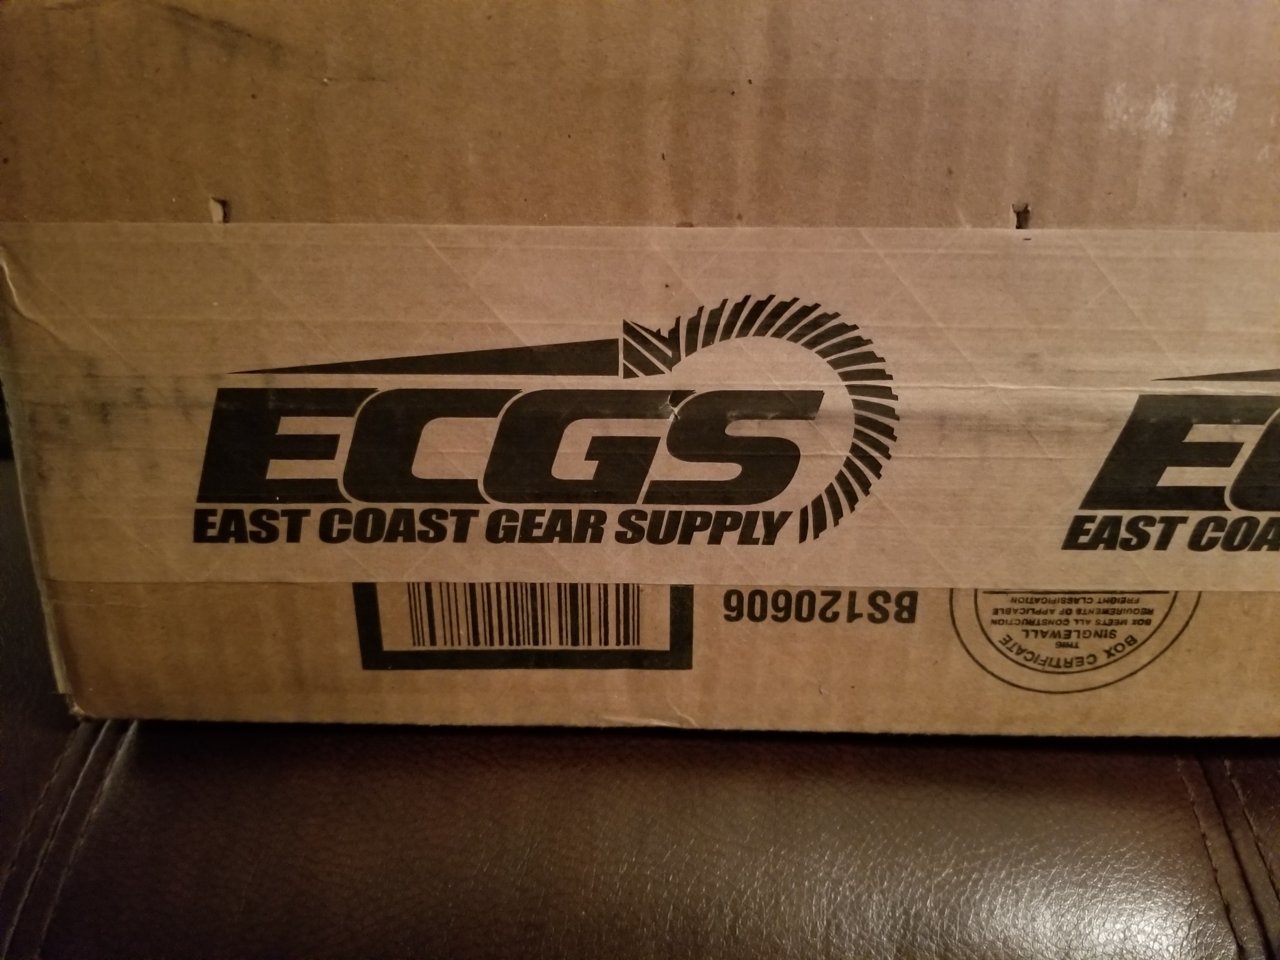 ECGS
EAST COAST GEAR SUPPLY
E
EAST COA
BS120606
BOX CERTIFICATE
THIS
SINGLEWALL
BOX MEETS ALL CONSTRUCTION
REQUIREMENTS OF APPLICABLE
FREIGHT CLASSIFICATION